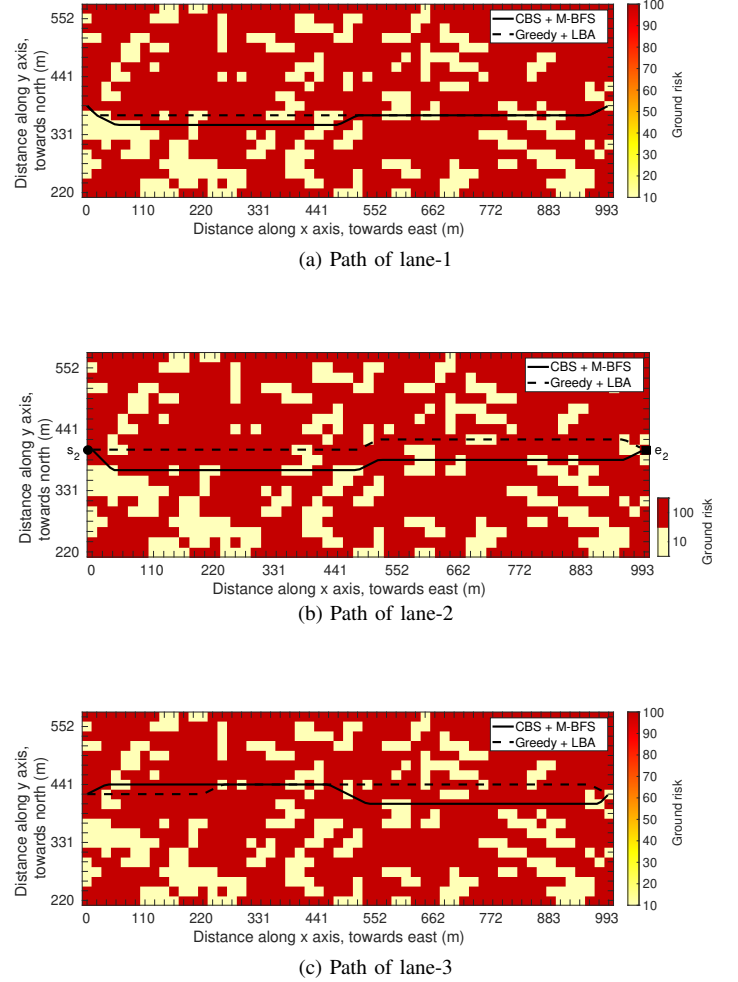 552
441
331
220
Distance along y axis,
towards north (m)
CBS + M-BFS
Greedy + LBA
0 110 220 331 441 552 662 772 883 993
Distance along x axis, towards east (m)
100
90
80
70
60
50
40
30
20
10
Ground risk
(a) Path of lane-1
552
441
331
220
Distance along y axis,
towards north (m)
s2
CBS + M-BFS
Greedy + LBA
e2
0 110 220 331 441 552 662 772 883 993
Distance along x axis, towards east (m)
100
10
Ground risk
(b) Path of lane-2
552
441
331
220
Distance along y axis,
towards north (m)
CBS + M-BFS
Greedy + LBA
0 110 220 331 441 552 662 772 883 993
Distance along x axis, towards east (m)
100
90
80
70
60
50
40
30
20
10
Ground risk
(c) Path of lane-3